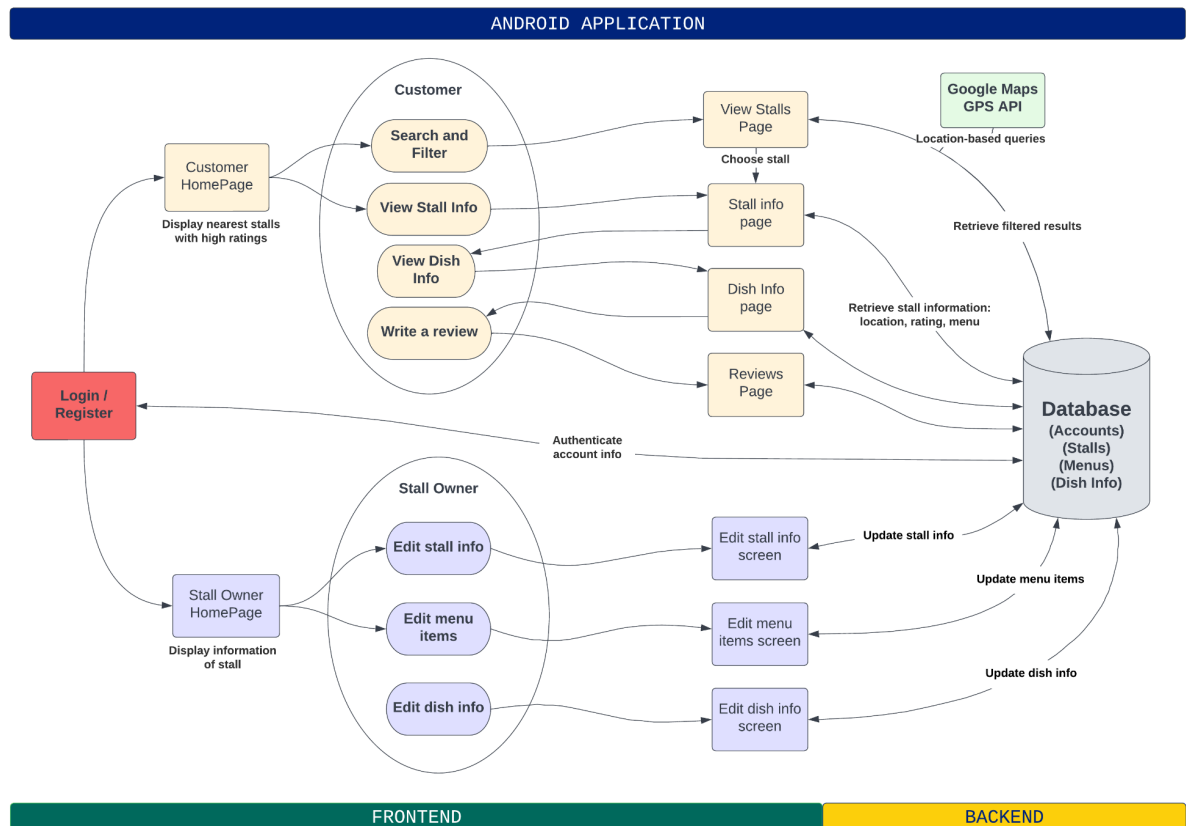 ANDROID APPLICATION
Customer
Search and
Filter
View Stall Info
View Dish
Info
Write a review
Customer
HomePage
Display nearest stalls
with high ratings
View Stalls
Page
Choose stall
Stall info
page
Dish Info
page
Reviews
Page
Google Maps
GPS API
Location-based queries
Retrieve filtered results
Retrieve stall information:
location, rating, menu
Login /
Register
Authenticate
account info
Database
(Accounts)
(Stalls)
(Menus)
(Dish Info)
Stall Owner
Edit stall info
Edit menu
items
Edit dish info
Stall Owner
HomePage
Display information
of stall
Edit stall info
screen
Edit menu
items screen
Edit dish info
screen
Update stall info
Update menu items
Update dish info
FRONTEND
BACKEND